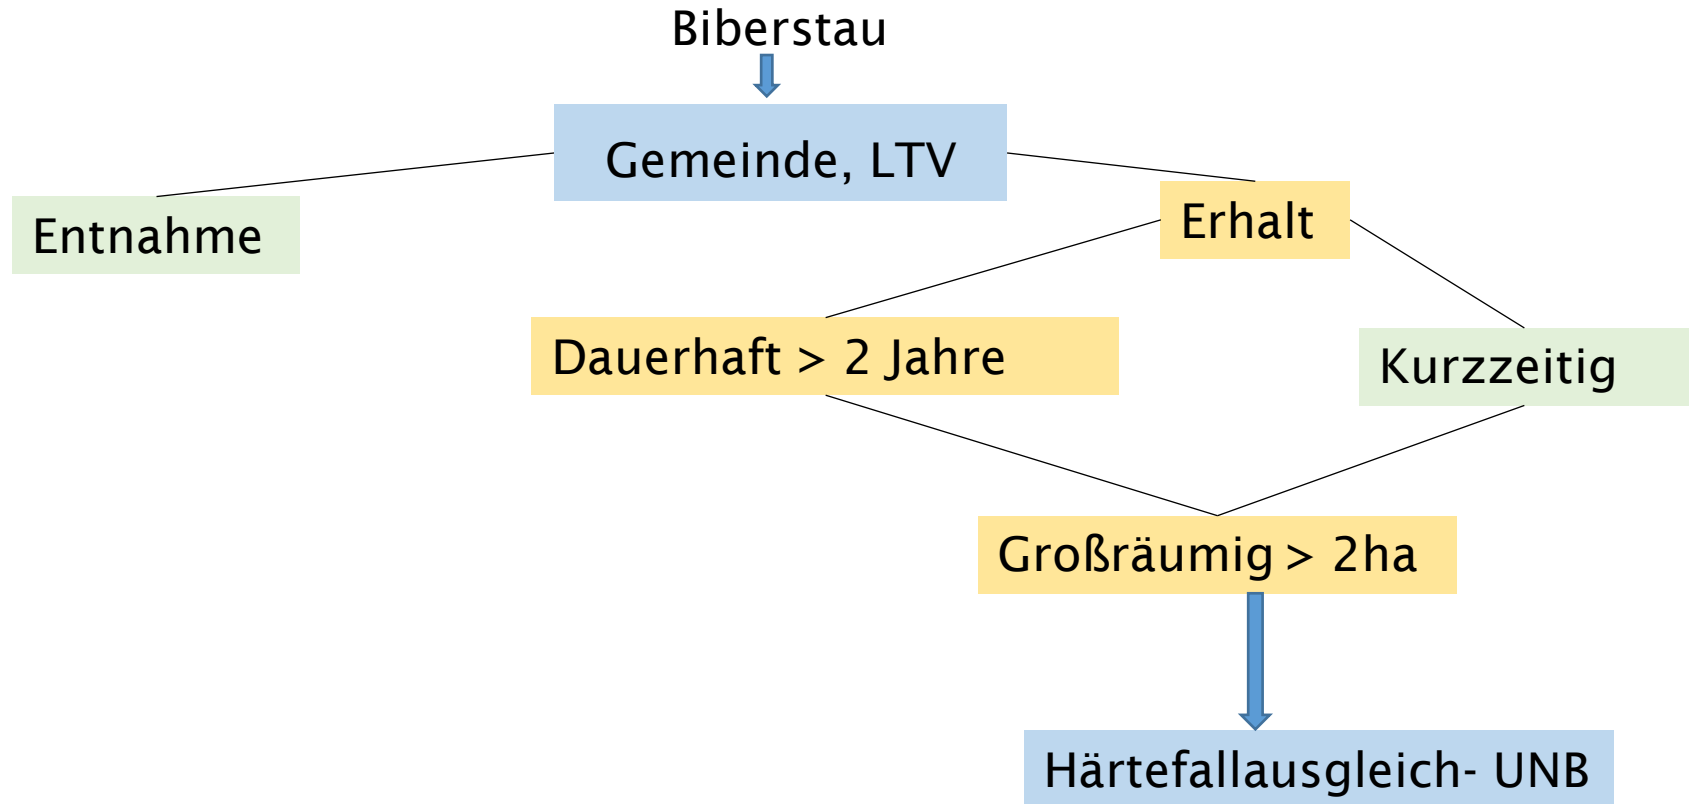 Biberstau
Gemeinde, LTV
Entnahme
Erhalt
Dauerhaft > 2 Jahre
Kurzzeitig
Großräumig > 2ha
Härtefallausgleich- UNB